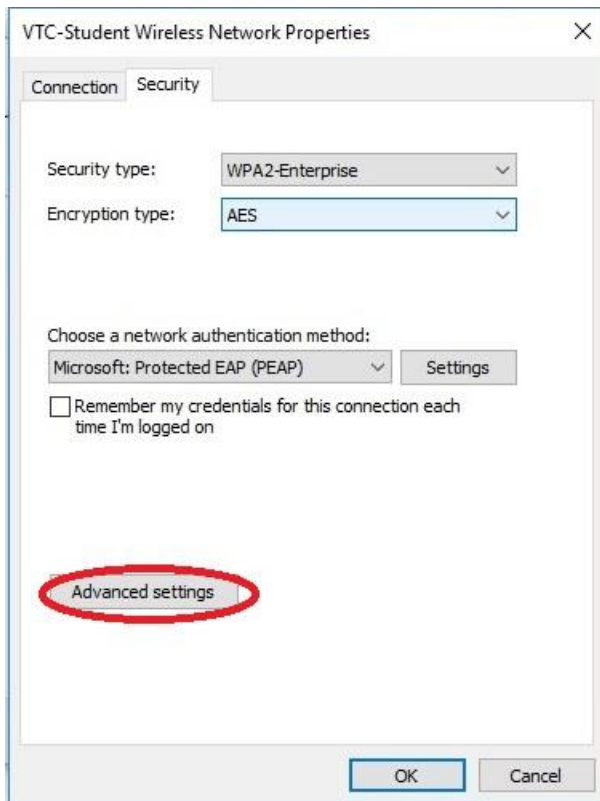 VTC-Student Wireless Network Properties
Connection
Security
Security type:
WPA2-Enterprise
Encryption type:
AES
Choose a network authentication method:
Microsoft: Protected EAP (PEAP)
Settings
Remember my credentials for this connection each
time I'm logged on
Advanced settings
OK
Cancel